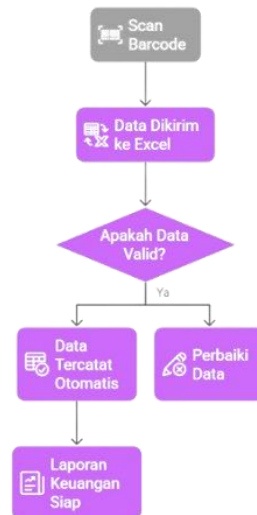 Scan
Barcode
Data Dikirim
ke Excel
Apakah Data
Valid?
Ya
Data
Tercatat
Otomatis
Perbaiki
Data
Laporan
Keuangan
Siap